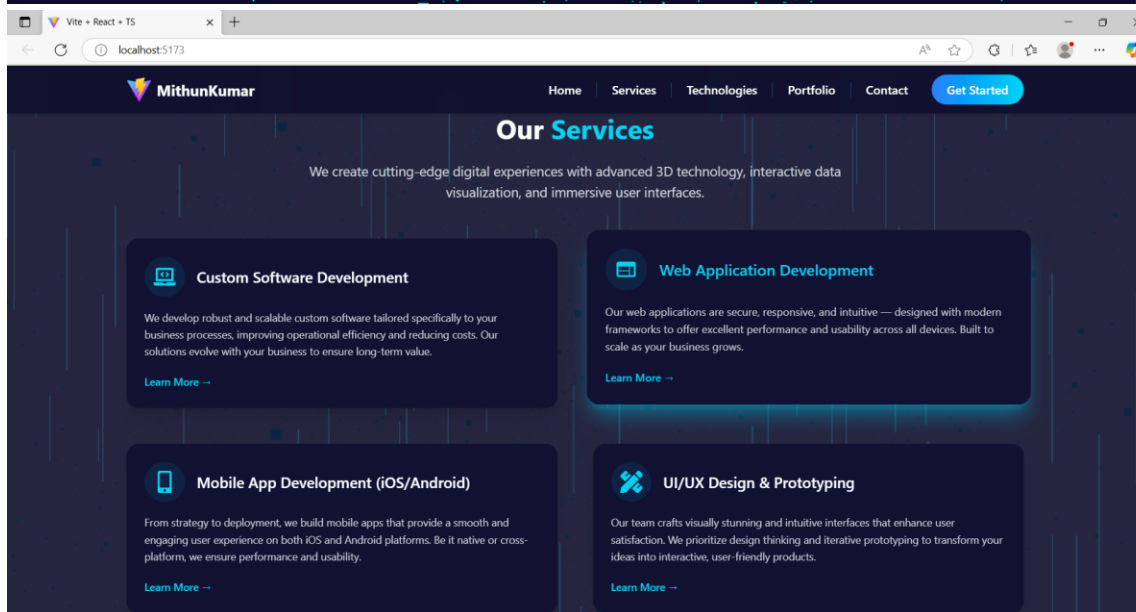 Vite + React + TS
localhost:5173
MithunKumar
Home Services Technologies Portfolio Contact Get Started
Our Services
We create cutting-edge digital experiences with advanced 3D technology, interactive data
visualization, and immersive user interfaces.
Custom Software Development
We develop robust and scalable custom software tailored specifically to your
business processes, improving operational efficiency and reducing costs. Our
solutions evolve with your business to ensure long-term value.
Learn More →
Web Application Development
Our web applications are secure, responsive, and intuitive — designed with modern
frameworks to offer excellent performance and usability across all devices. Built to
scale as your business grows.
Learn More →
Mobile App Development (iOS/Android)
From strategy to deployment, we build mobile apps that provide a smooth and
engaging user experience on both iOS and Android platforms. Be it native or cross-
platform, we ensure performance and usability.
Learn More →
UI/UX Design & Prototyping
Our team crafts visually stunning and intuitive interfaces that enhance user
satisfaction. We prioritize design thinking and iterative prototyping to transform your
ideas into interactive, user-friendly products.
Learn More →